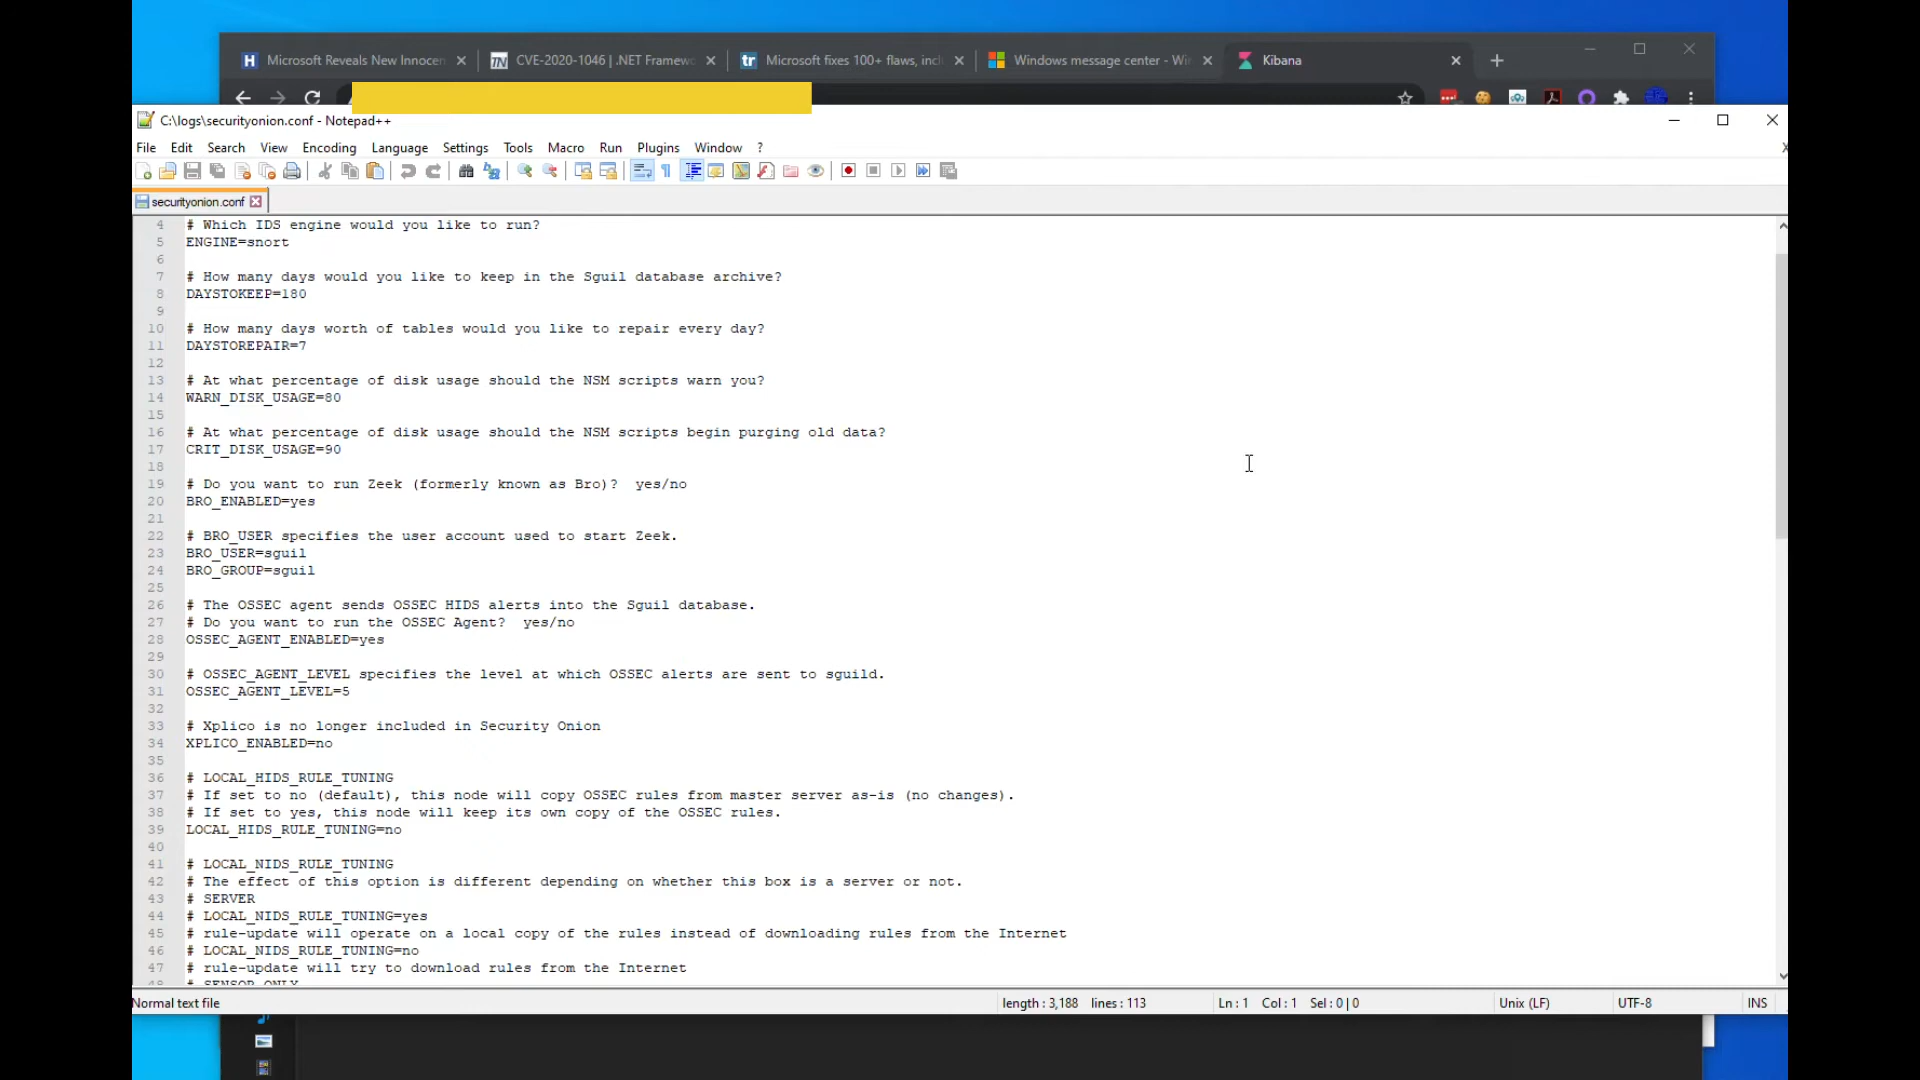 Microsoft Reveals New Innocen
CVE-2020-1046 | .NET Framewo
Microsoft fixes 100+ flaws, incl
Windows message center - Win
Kibana
C:\logs\securityonion.conf - Notepad++
File Edit Search View Encoding Language Settings Tools Macro Run Plugins Window ?
securityonion.conf
4 # Which IDS engine would you like to run?
5 ENGINE=snort
6
7 # How many days would you like to keep in the Sguil database archive?
8 DAYSTOKEEP=180
9
10 # How many days worth of tables would you like to repair every day?
11 DAYSTOREPAIR=7
12
13 # At what percentage of disk usage should the NSM scripts warn you?
14 WARN_DISK_USAGE=80
15
16 # At what percentage of disk usage should the NSM scripts begin purging old data?
17 CRIT_DISK_USAGE=90
18
19 # Do you want to run Zeek (formerly known as Bro)?  yes/no
20 BRO_ENABLED=yes
21
22 # BRO_USER specifies the user account used to start Zeek.
23 BRO_USER=sguil
24 BRO_GROUP=sguil
25
26 # The OSSEC agent sends OSSEC HIDS alerts into the Sguil database.
27 # Do you want to run the OSSEC Agent?  yes/no
28 OSSEC_AGENT_ENABLED=yes
29
30 # OSSEC_AGENT_LEVEL specifies the level at which OSSEC alerts are sent to sguild.
31 OSSEC_AGENT_LEVEL=5
32
33 # Xplico is no longer included in Security Onion
34 XPLICO_ENABLED=no
35
36 # LOCAL_HIDS_RULE_TUNING
37 # If set to no (default), this node will copy OSSEC rules from master server as-is (no changes).
38 # If set to yes, this node will keep its own copy of the OSSEC rules.
39 LOCAL_HIDS_RULE_TUNING=no
40
41 # LOCAL_NIDS_RULE_TUNING
42 # The effect of this option is different depending on whether this box is a server or not.
43 # SERVER
44 # LOCAL_NIDS_RULE_TUNING=yes
45 # rule-update will operate on a local copy of the rules instead of downloading rules from the Internet
46 # LOCAL_NIDS_RULE_TUNING=no
47 # rule-update will try to download rules from the Internet
48 # SENSOR ONLY
Normal text file length : 3,188 lines : 113 Ln : 1 Col : 1 Sel : 0 | 0 Unix (LF) UTF-8 INS